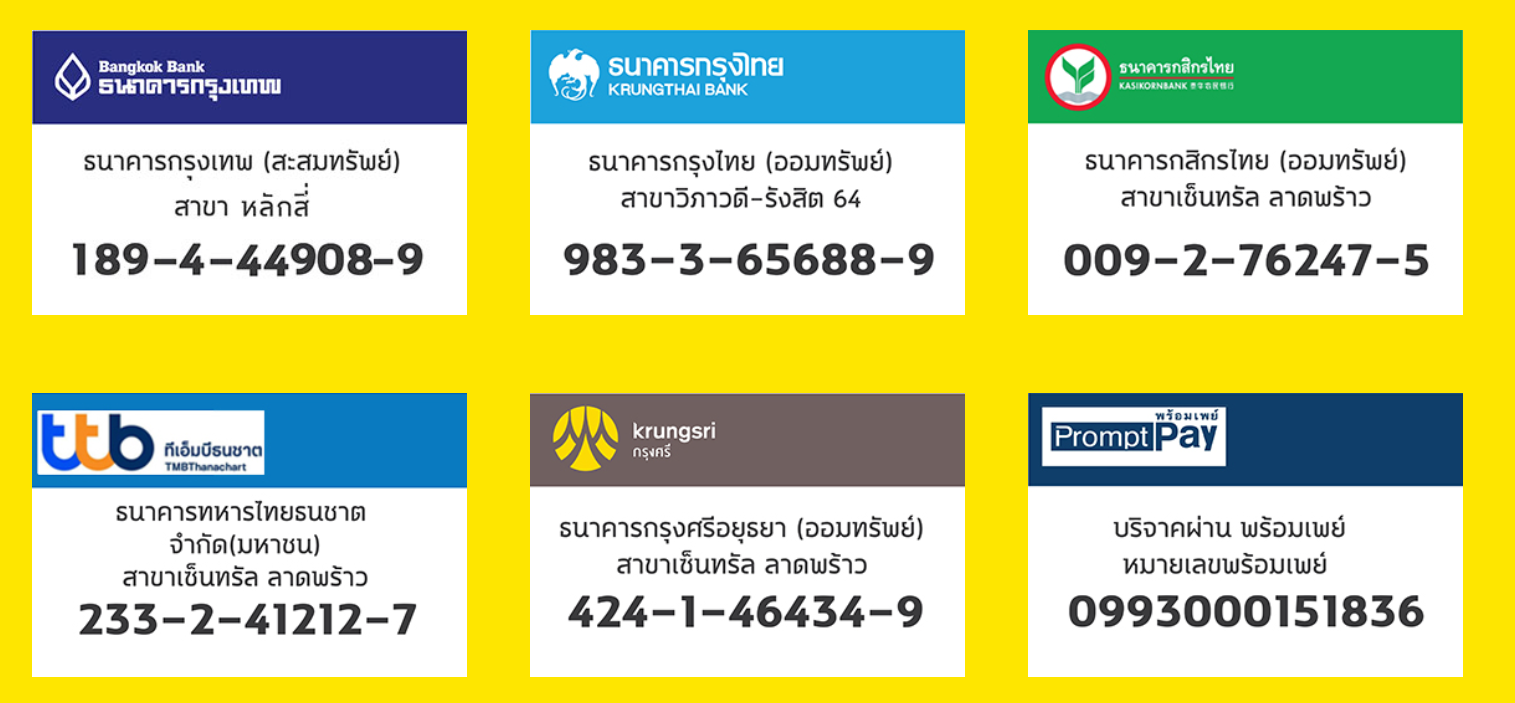 Bangkok Bank
ธนาคารกรุงเทพ
ธนาคารกรุงเทพ (สะสมทรัพย์)
สาขา หลักสี่
189-4-44908-9
ธนาคารกรุงไทย
KRUNGTHAI BANK
ธนาคารกรุงไทย (ออมทรัพย์)
สาขาวิภาวดี-รังสิต 64
983-3-65688-9
ธนาคารกสิกรไทย
KASIKORNBANK
ธนาคารกสิกรไทย (ออมทรัพย์)
สาขาเซ็นทรัล ลาดพร้าว
009-2-76247-5
ttb
ทีเอ็มบีธนชาต
TMBThanachart
ธนาคารทหารไทยธนชาต
จำกัด(มหาชน)
สาขาเซ็นทรัล ลาดพร้าว
233-2-41212-7
krungsri
กรุงศรี
ธนาคารกรุงศรีอยุธยา (ออมทรัพย์)
สาขาเซ็นทรัล ลาดพร้าว
424-1-46434-9
พร้อมเพย์
Prompt Pay
บริจาคผ่าน พร้อมเพย์
หมายเลขพร้อมเพย์
0993000151836